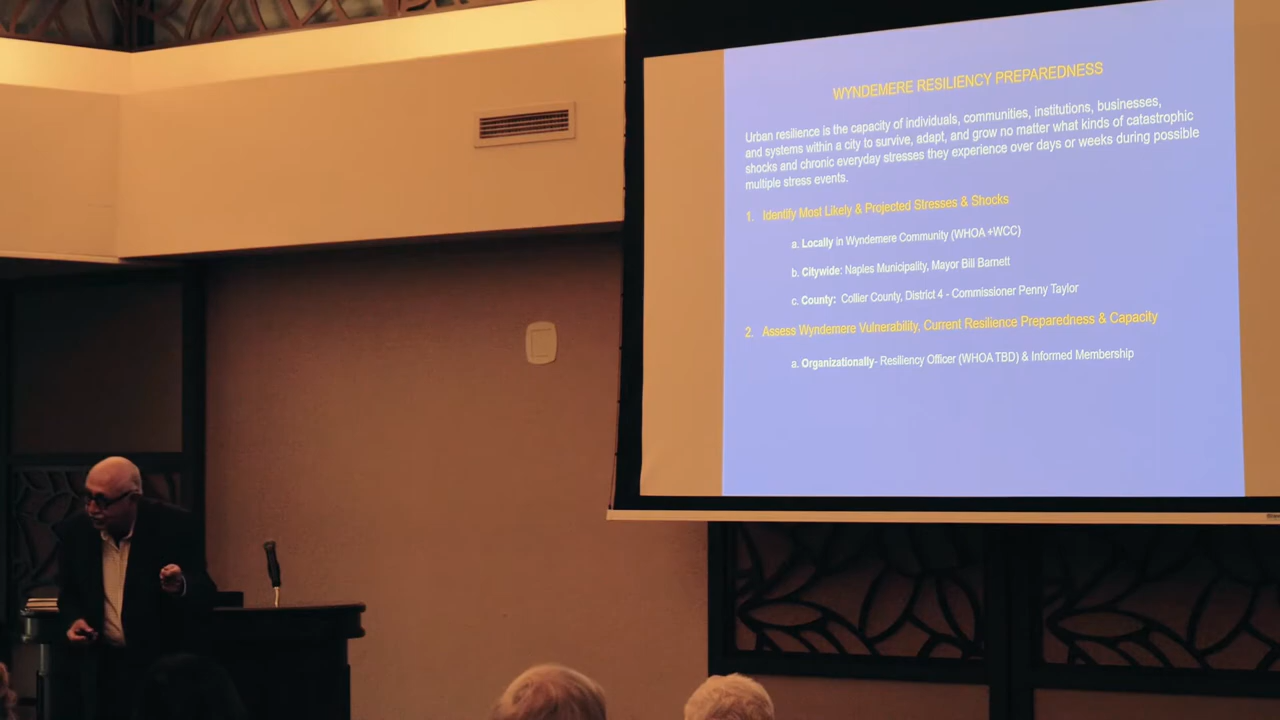 WYNDEMERE RESILIENCY PREPAREDNESS
Urban resilience is the capacity of individuals, communities, institutions, businesses,
and systems within a city to survive, adapt, and grow no matter what kinds of catastrophic
shocks and chronic everyday stresses they experience over days or weeks during possible
multiple stress events.
1. Identify Most Likely & Projected Stresses & Shocks
a. Locally in Wyndemere Community (WHOA +WCC)
b. Citywide: Naples Municipality, Mayor Bill Barnett
c. County: Collier County, District 4 - Commissioner Penny Taylor
2. Assess Wyndemere Vulnerability, Current Resilience Preparedness & Capacity
a. Organizationally- Resiliency Officer (WHOA TBD) & Informed Membership